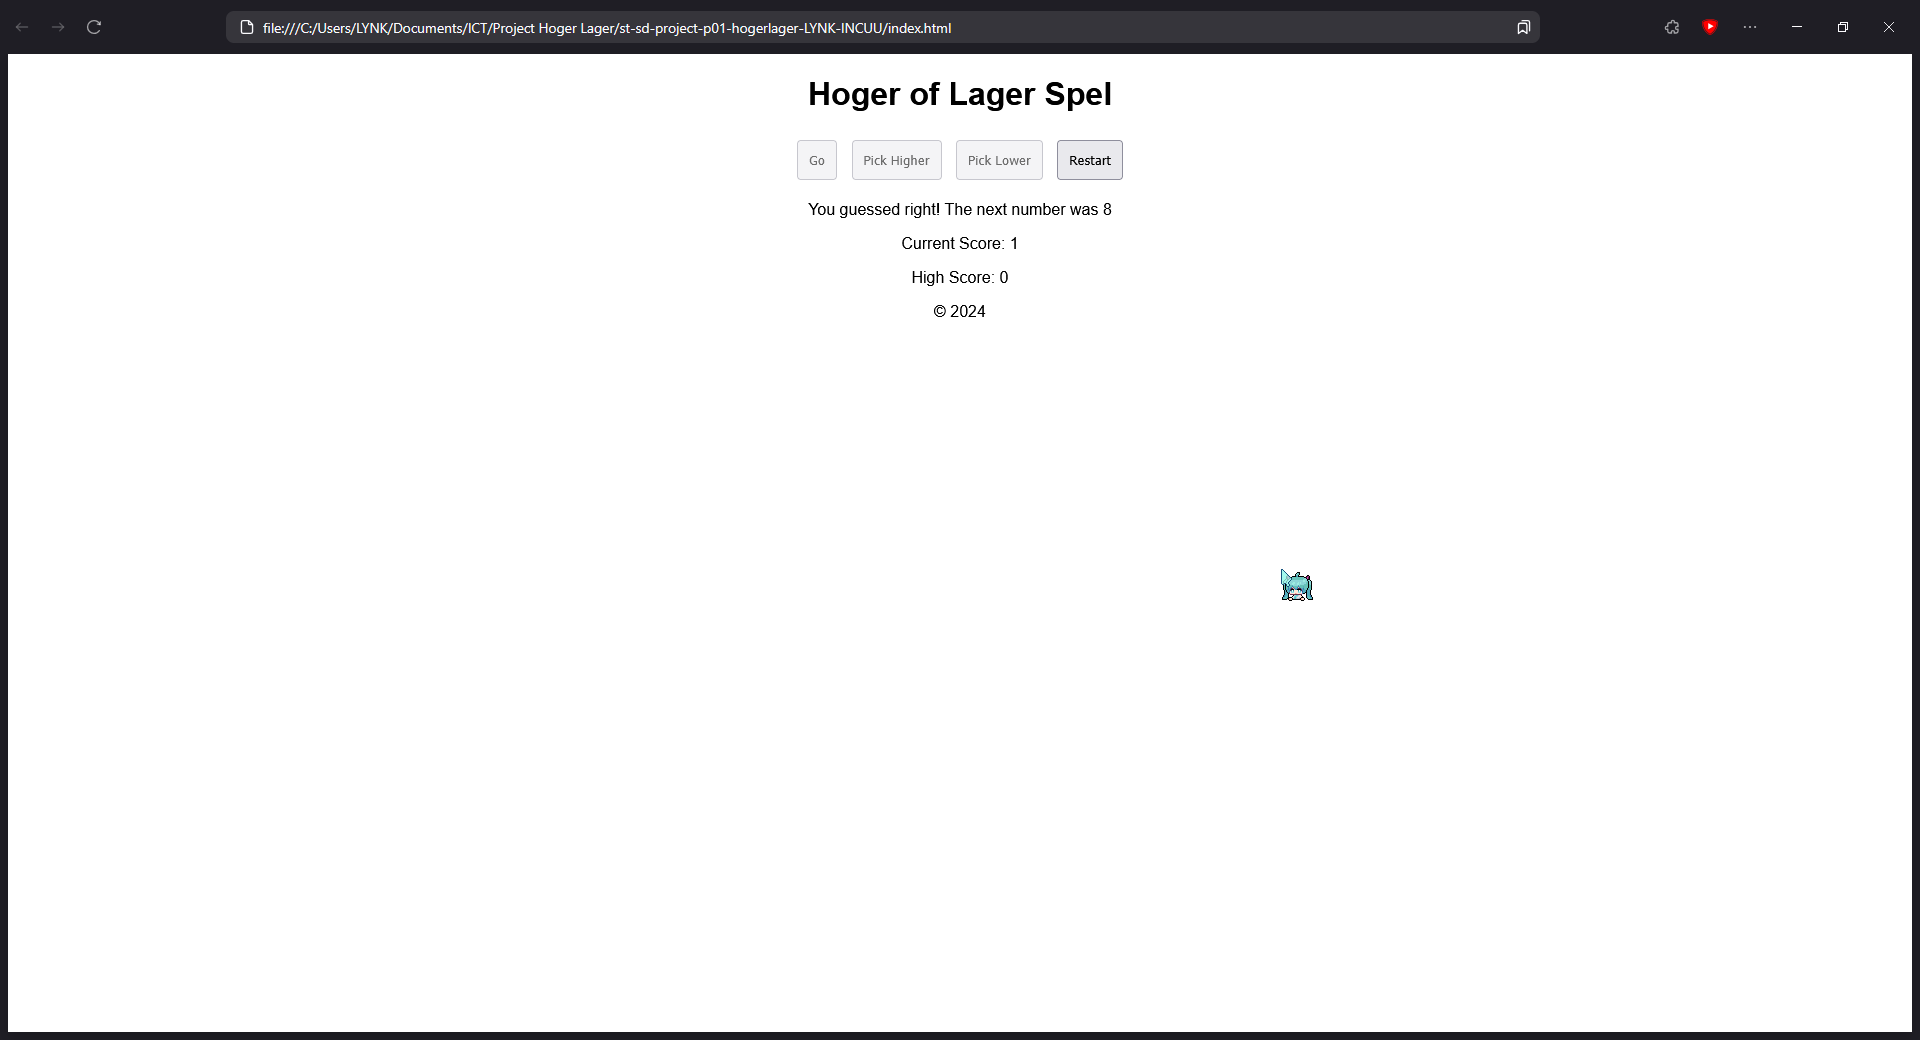 file:///C:/Users/LYNK/Documents/ICT/Project Hoger Lager/st-sd-project-p01-hogerlager-LYNK-INCUU/index.html
Hoger of Lager Spel
Go Pick Higher Pick Lower Restart
You guessed right! The next number was 8
Current Score: 1
High Score: 0
© 2024